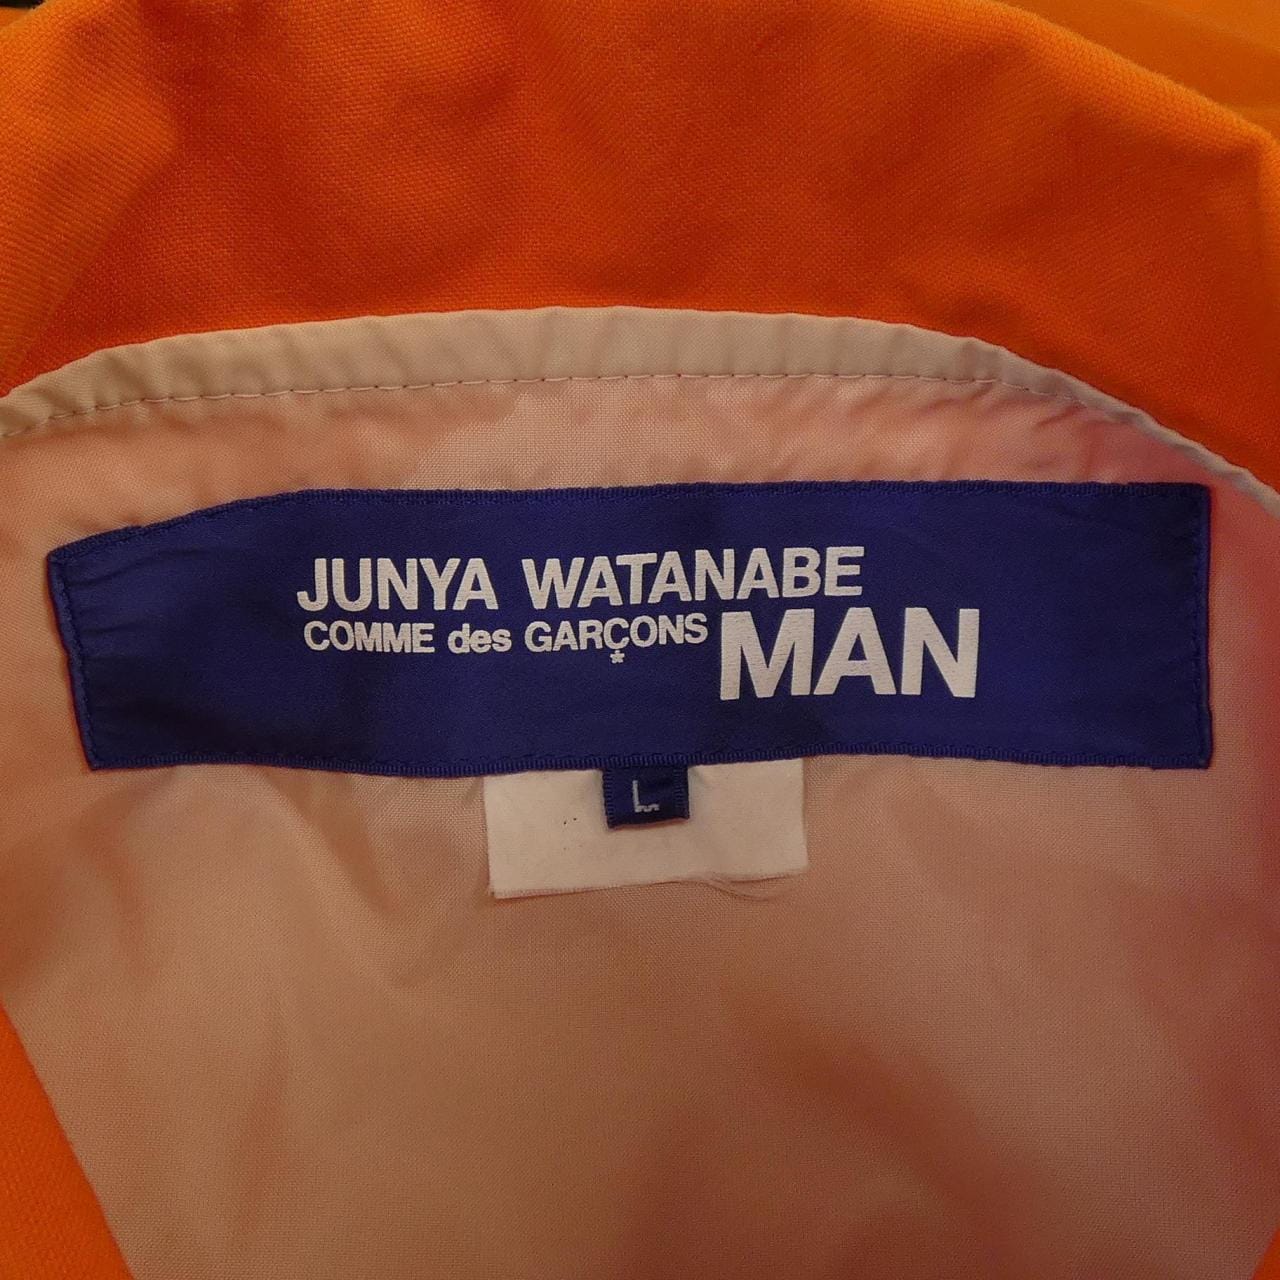 JUNYA WATANABE
COMME des GARÇONS MAN
*
L